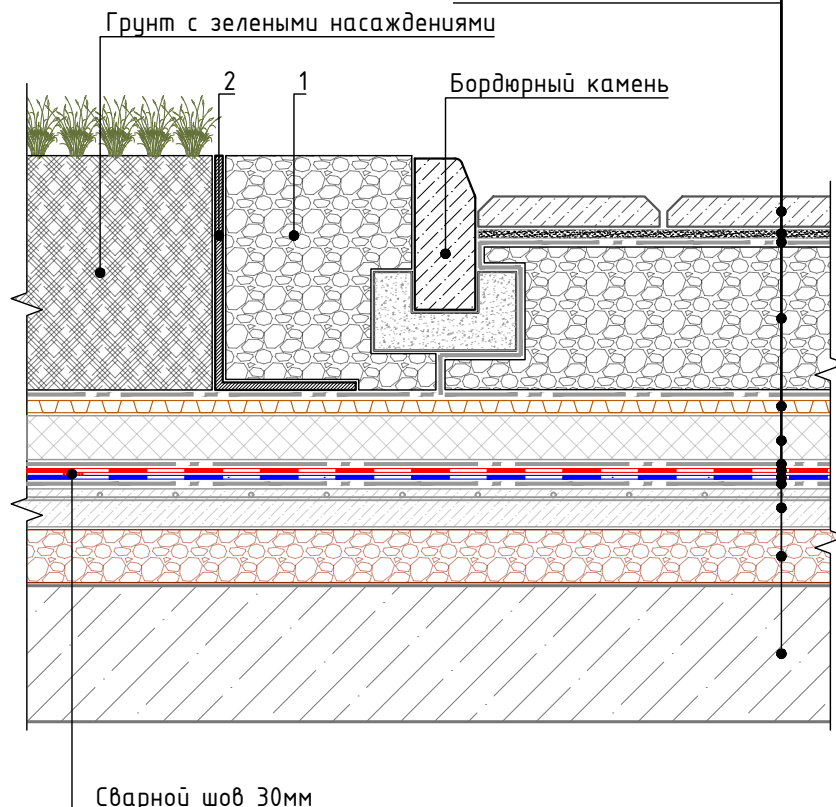 Грунт с зелеными насаждениями
2
1
Бордюрный камень
Сварной шов 30мм